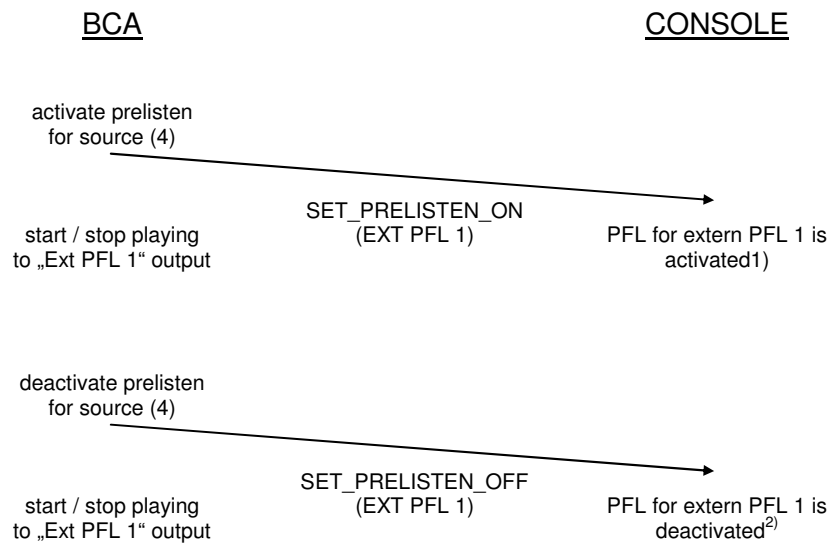 BCA
CONSOLE
activate prelisten
for source (4)
SET_PRELISTEN_ON
(EXT PFL 1)
start / stop playing
to „Ext PFL 1“ output
PFL for extern PFL 1 is
activated1)
deactivate prelisten
for source (4)
SET_PRELISTEN_OFF
(EXT PFL 1)
start / stop playing
to „Ext PFL 1“ output
PFL for extern PFL 1 is
deactivated2)